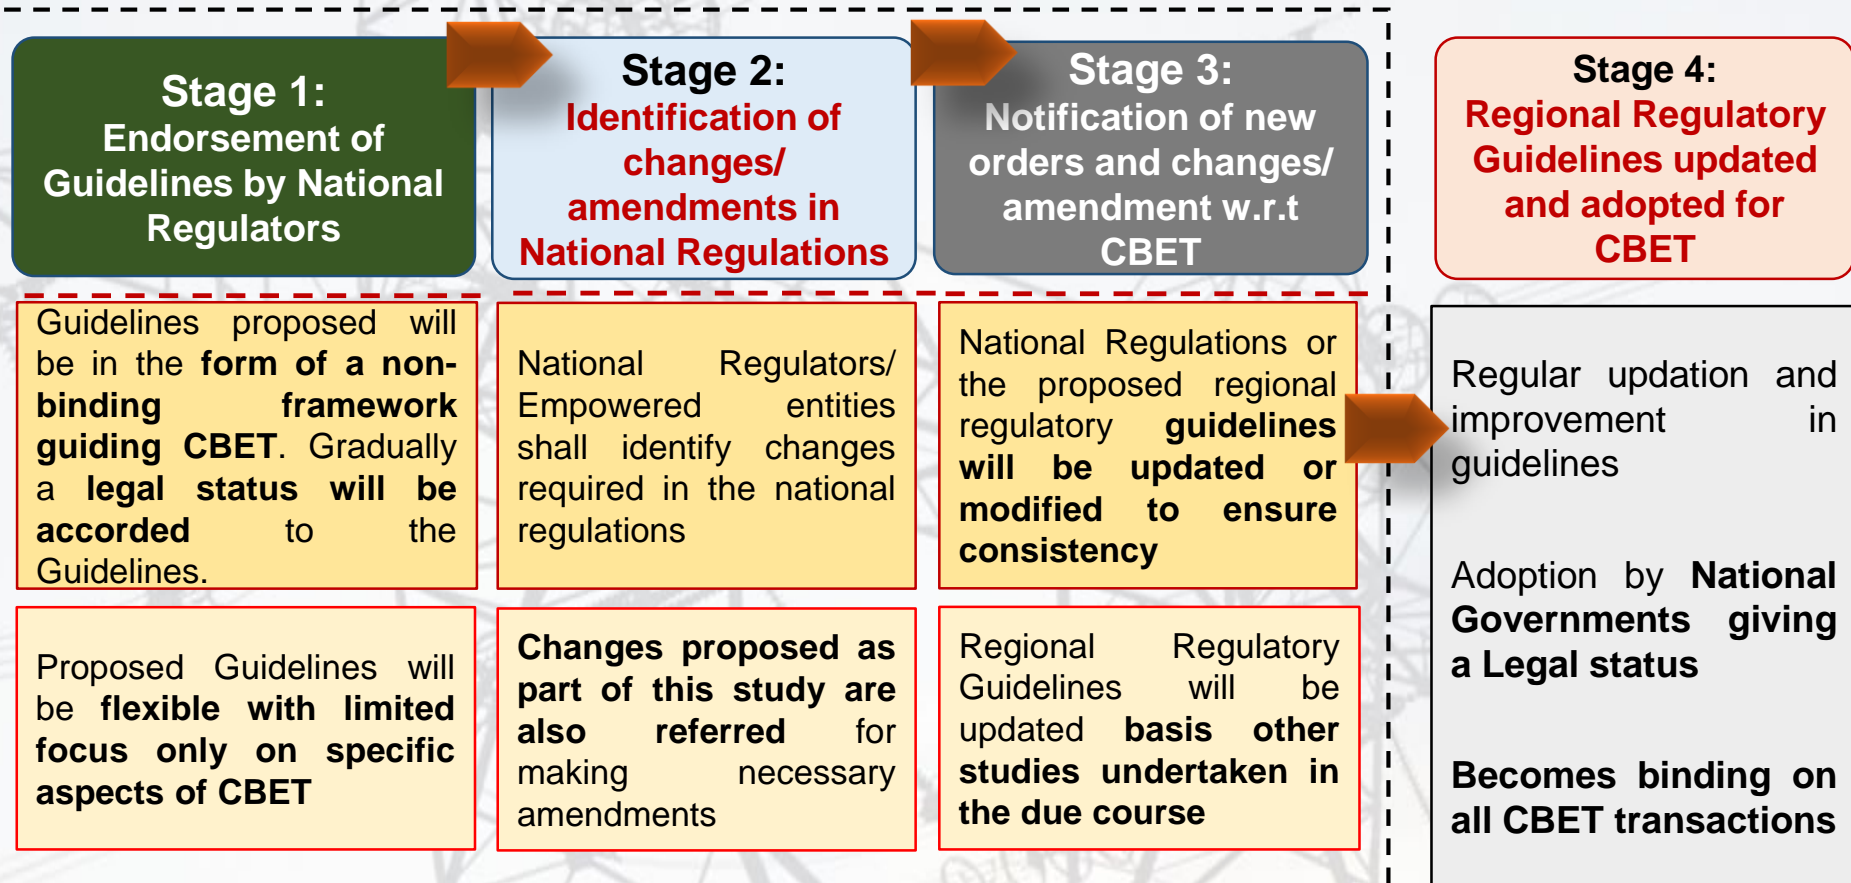 Stage 1:
Endorsement of
Guidelines by National
Regulators
Stage 2:
Identification of
changes/
amendments in
National Regulations
Stage 3:
Notification of new
orders and changes/
amendment w.r.t
CBET
Stage 4:
Regional Regulatory
Guidelines updated
and adopted for
CBET
Guidelines proposed will
be in the form of a non-
binding framework
guiding CBET. Gradually
a legal status will be
accorded to the
Guidelines.
National Regulators/
Empowered entities
shall identify changes
required in the national
regulations
National Regulations or
the proposed regional
regulatory guidelines
will be updated or
modified to ensure
consistency
Regular updation and
improvement in
guidelines
Adoption by National
Governments giving
a Legal status
Becomes binding on
all CBET transactions
Proposed Guidelines will
be flexible with limited
focus only on specific
aspects of CBET
Changes proposed as
part of this study are
also referred for
making necessary
amendments
Regional Regulatory
Guidelines will be
updated basis other
studies undertaken in
the due course